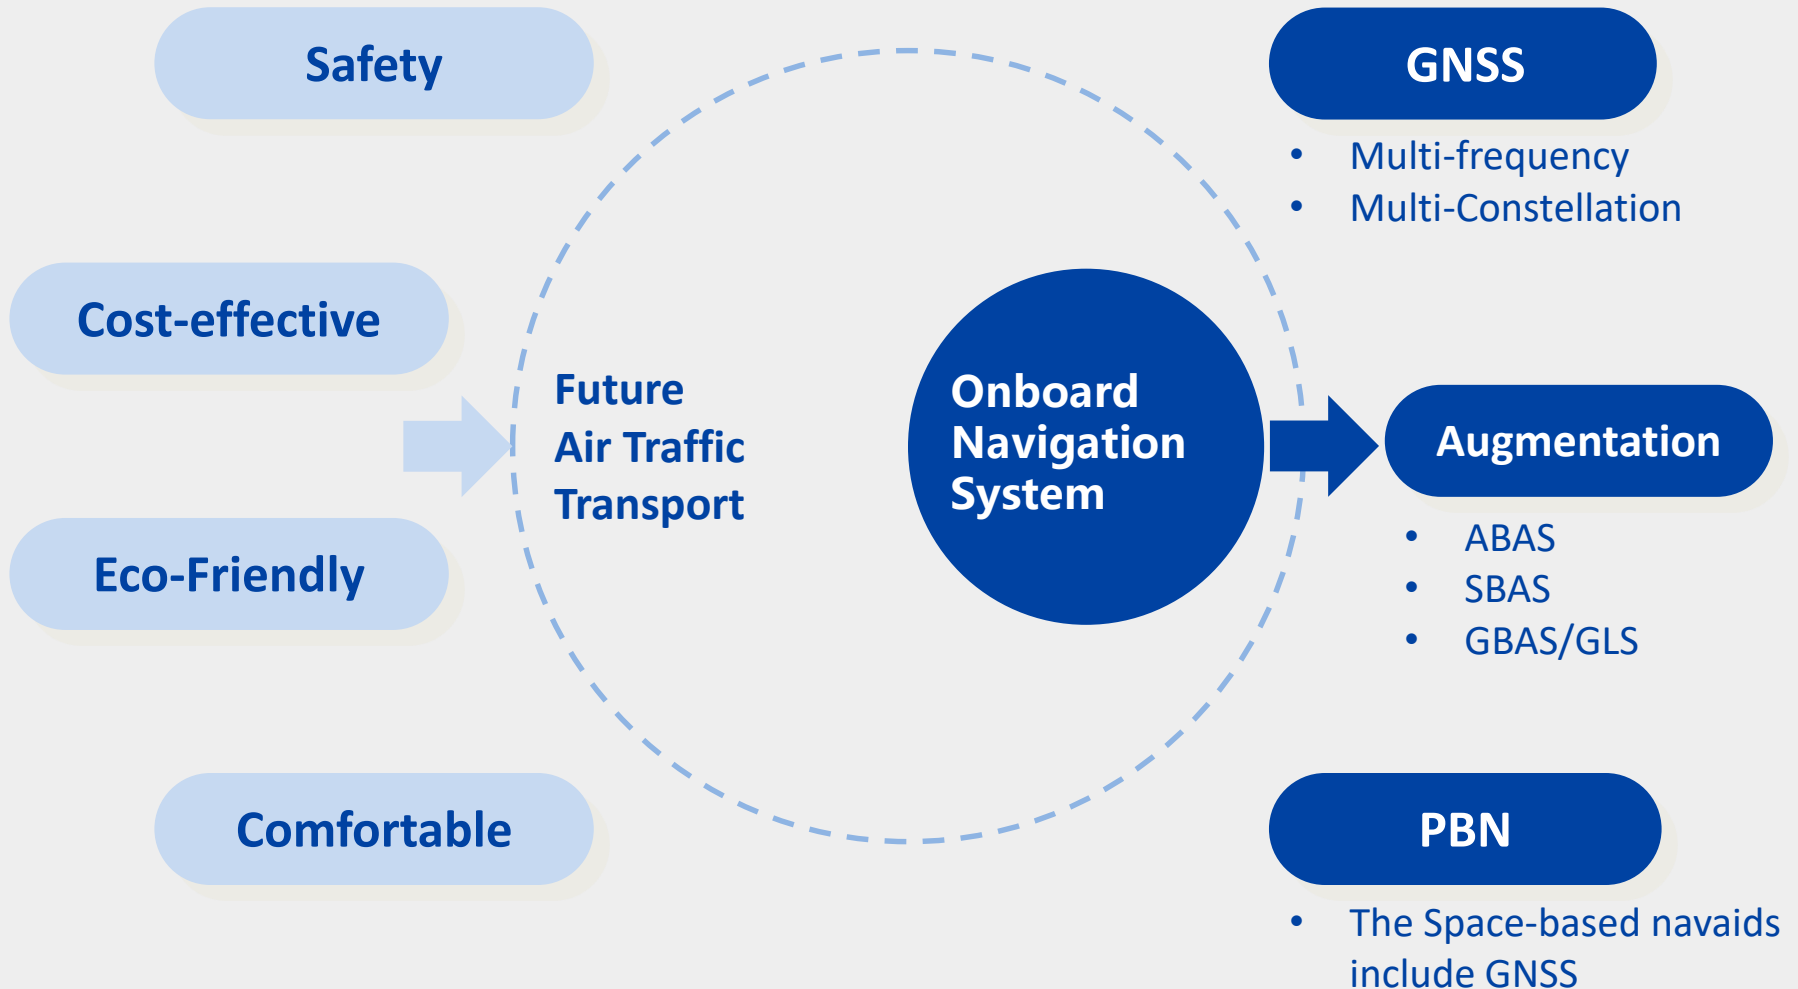 Safety
Cost-effective
Eco-Friendly
Comfortable
Future
Air Traffic
Transport
Onboard
Navigation
System
GNSS
• Multi-frequency
• Multi-Constellation
Augmentation
• ABAS
• SBAS
• GBAS/GLS
PBN
• The Space-based navaids
include GNSS